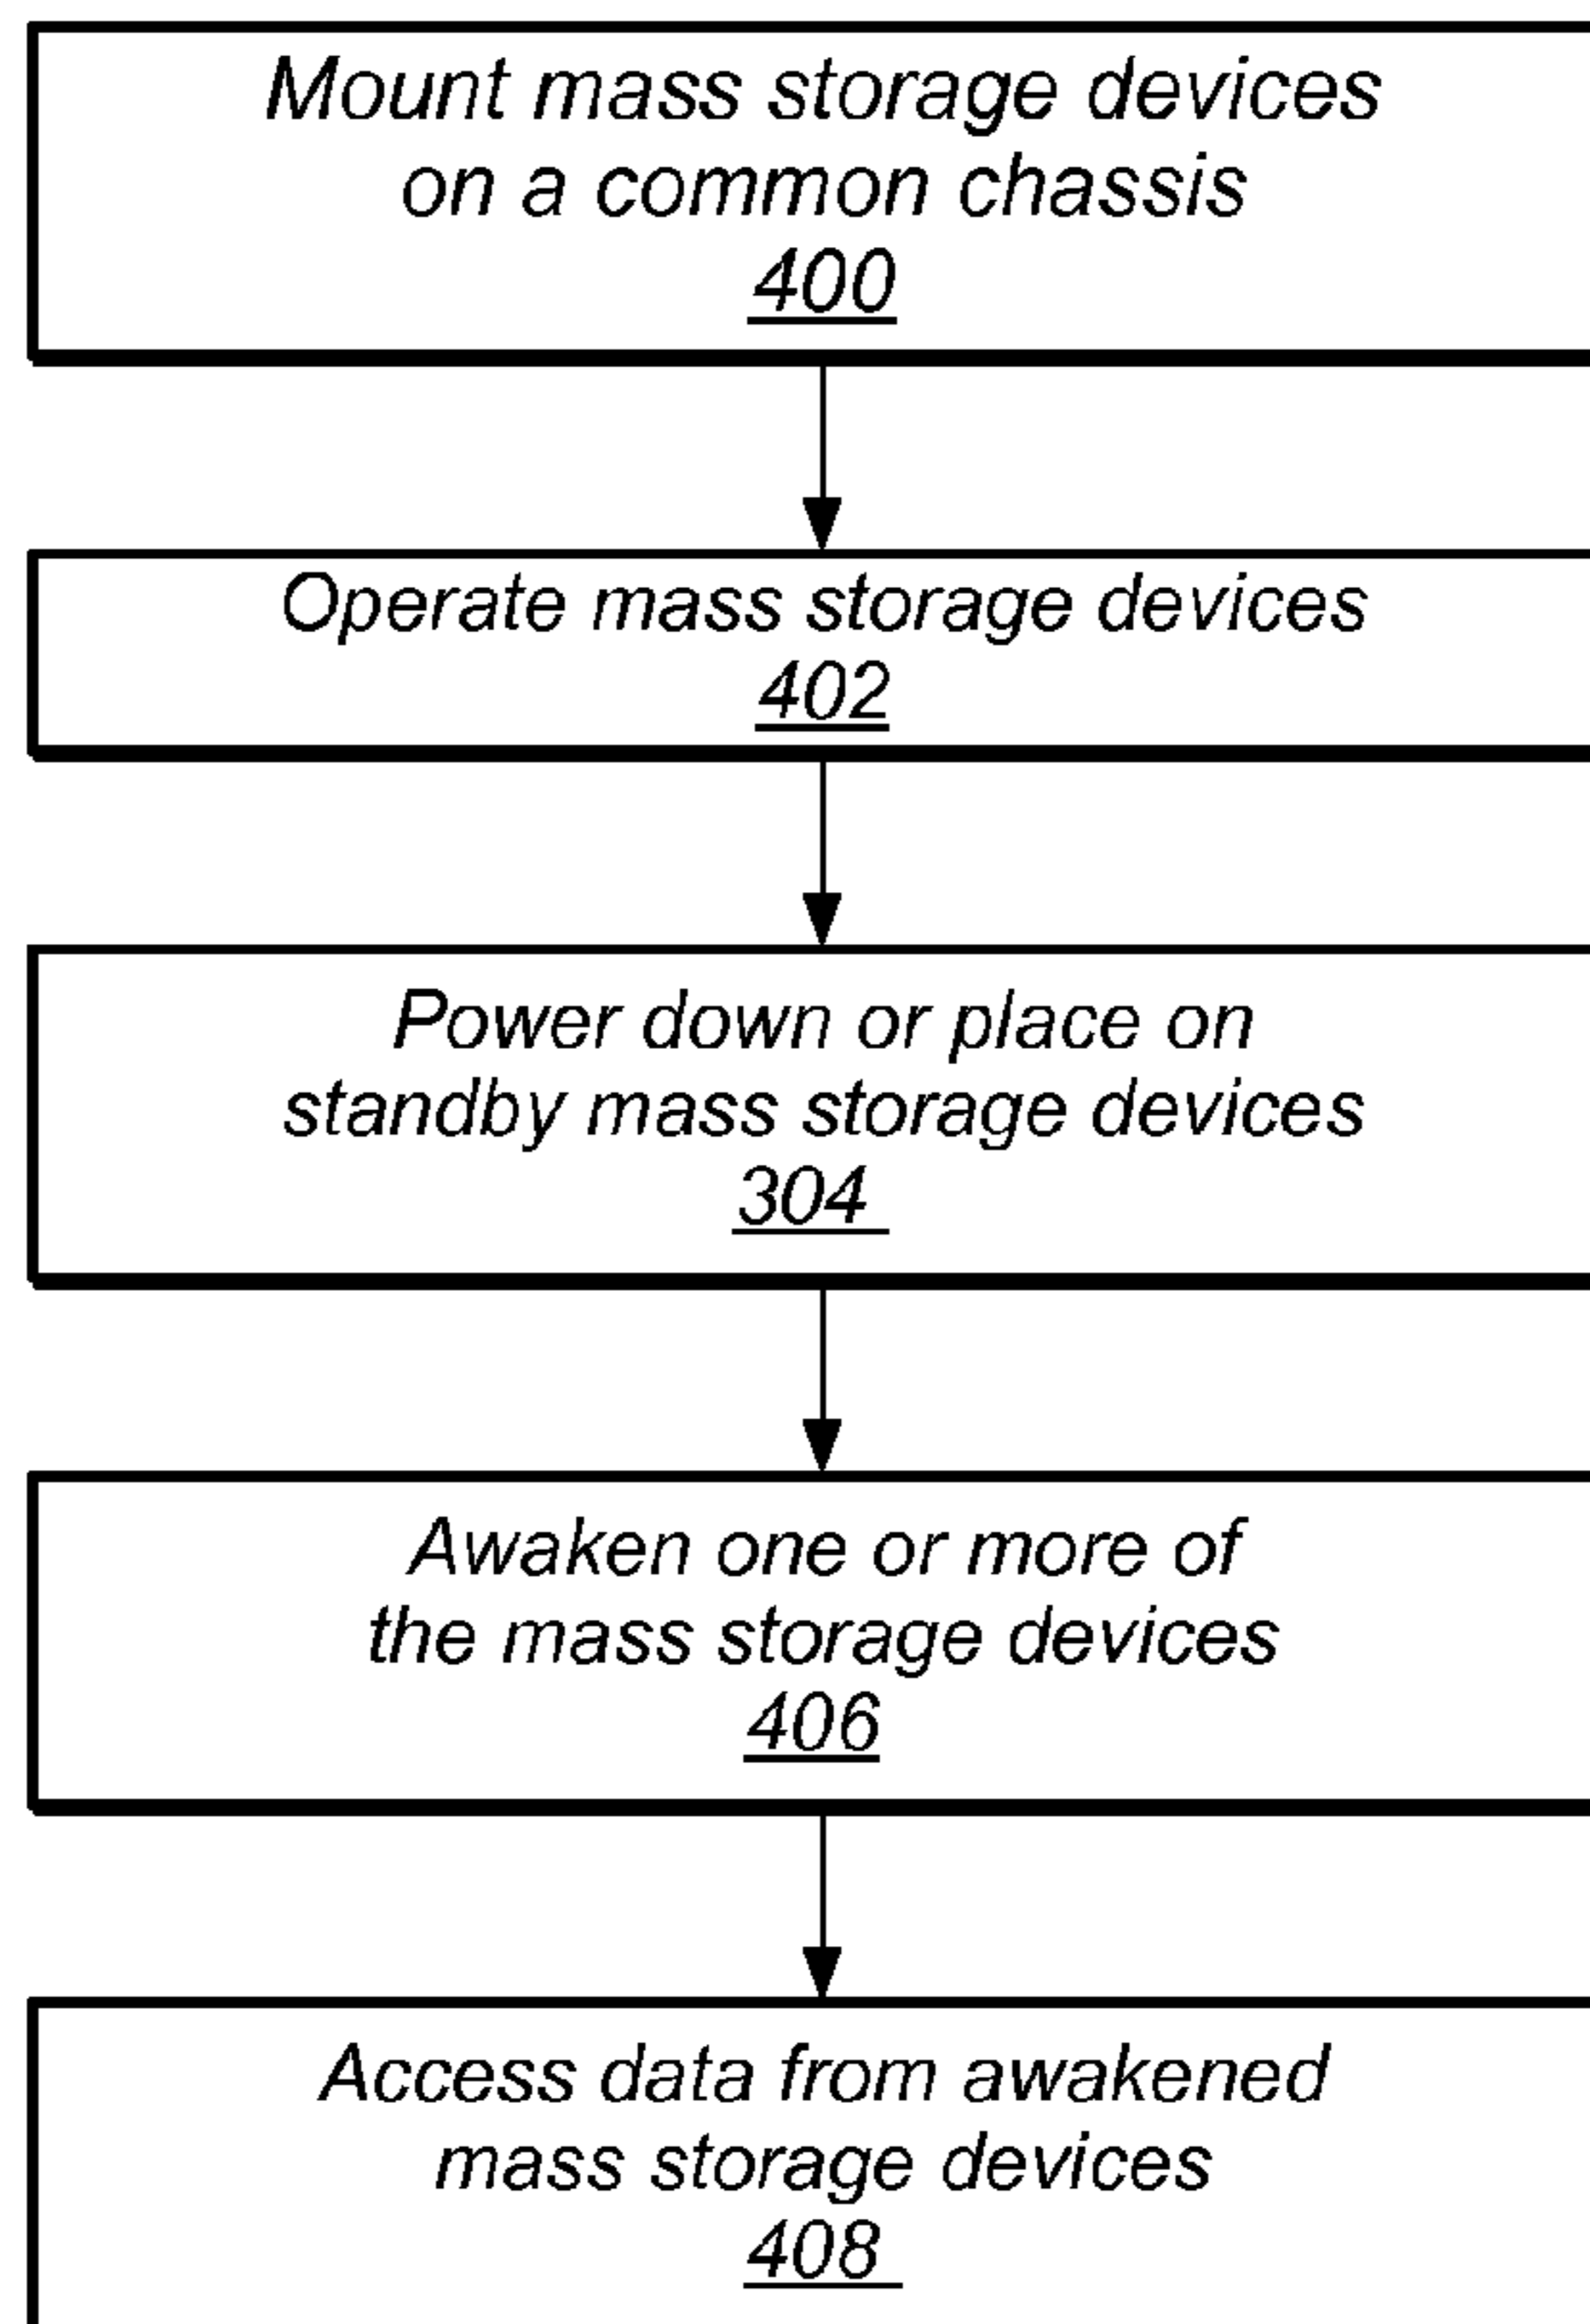 Mount mass storage devices
on a common chassis
400
Operate mass storage devices
402
Power down or place on
standby mass storage devices
304
Awaken one or more of
the mass storage devices
406
Access data from awakened
mass storage devices
408